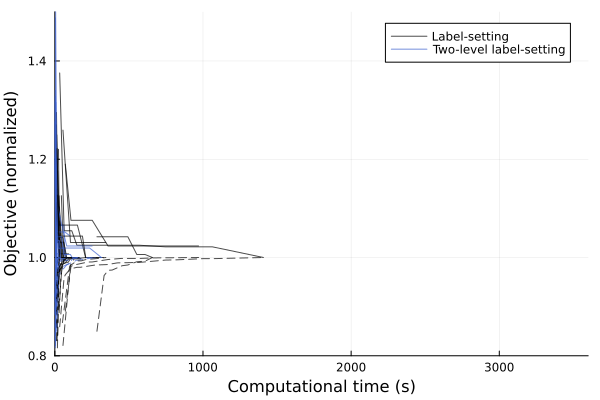 1.4
1.2
1.0
0.8
Objective (normalized)
Label-setting
Two-level label-setting
0
1000
2000
3000
Computational time (s)